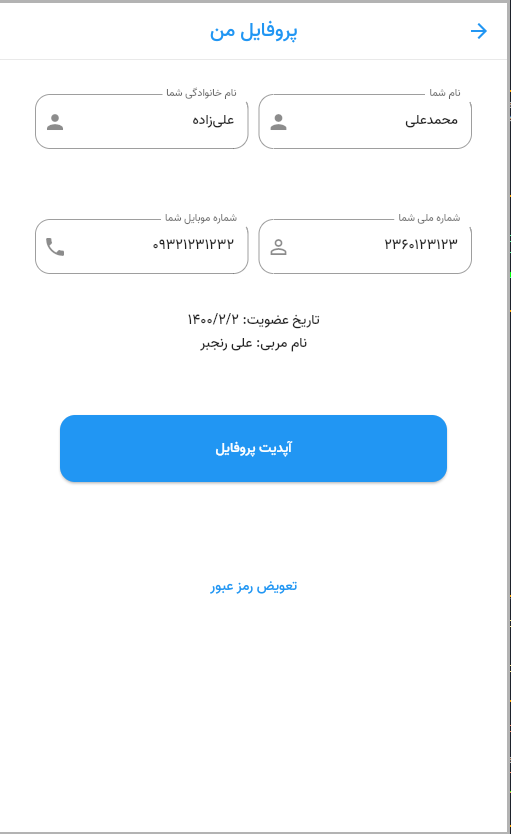 پروفایل من
نام شما
محمدعلی
نام خانوادگی شما
علی‌زاده
شماره ملی شما
۲۳۶۰۱۲۳۱۲۳
شماره موبایل شما
۰۹۳۲۱۲۳۱۲۳۲
تاریخ عضویت: ۱۴۰۰/۲/۲
نام مربی: علی رنجبر
آپدیت پروفایل
تعویض رمز عبور